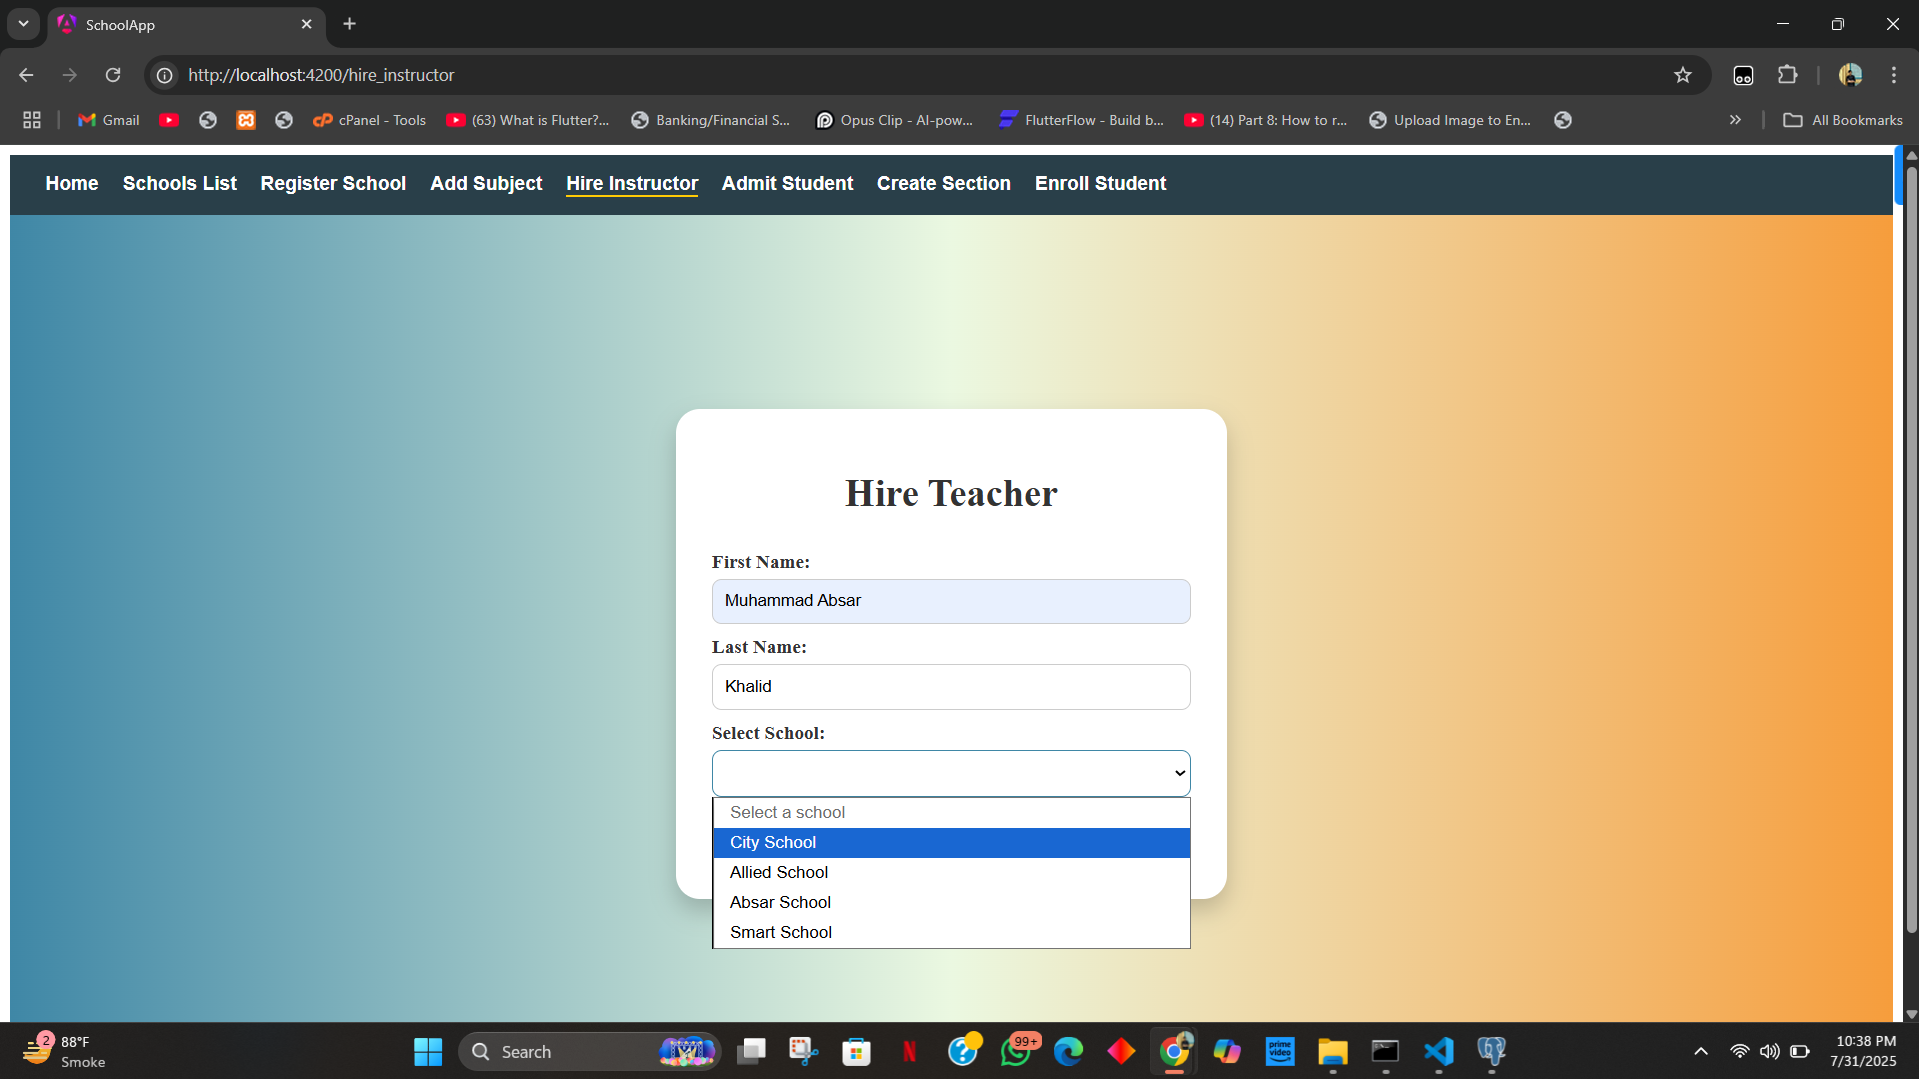 SchoolApp
http://localhost:4200/hire_instructor
Gmail
cPanel - Tools
(63) What is Flutter?...
Banking/Financial S...
Opus Clip - AI-pow...
FlutterFlow - Build b...
(14) Part 8: How to r...
Upload Image to En...
All Bookmarks
Home Schools List Register School Add Subject Hire Instructor Admit Student Create Section Enroll Student
Hire Teacher
First Name:
Muhammad Absar
Last Name:
Khalid
Select School:
Select a school
City School
Allied School
Absar School
Smart School
2
88°F
Smoke
Search
99+
prime video
10:38 PM
7/31/2025